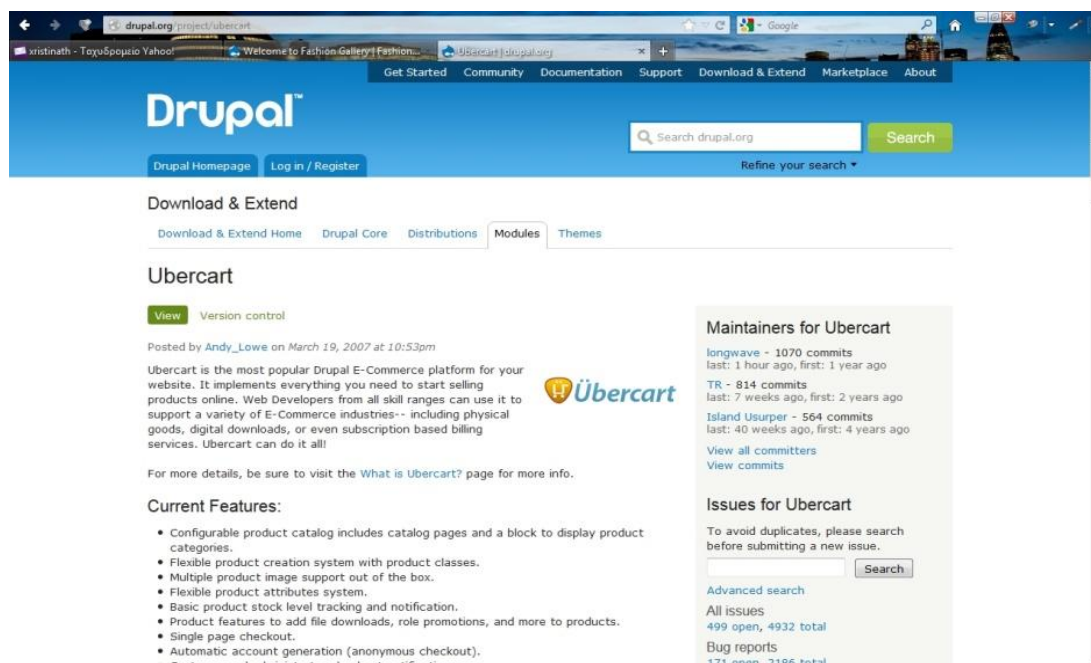 drupal.org/project/ubercart
Google
xristinath - Ταχυδρομείο Yahoo!
Welcome to Fashion Gallery | Fashion...
Ubercart | drupal.org
Get Started Community Documentation Support Download & Extend Marketplace About
Drupal™
Search drupal.org
Search
Refine your search
Drupal Homepage
Log in / Register
Download & Extend
Download & Extend Home
Drupal Core
Distributions
Modules
Themes
Ubercart
View
Version control
Posted by Andy_Lowe on March 19, 2007 at 10:53pm
Ubercart is the most popular Drupal E-Commerce platform for your
website. It implements everything you need to start selling
products online. Web Developers from all skill ranges can use it to
support a variety of E-Commerce industries-- including physical
goods, digital downloads, or even subscription based billing
services. Ubercart can do it all!
Übercart
For more details, be sure to visit the What is Ubercart? page for more info.
Current Features:
• Configurable product catalog includes catalog pages and a block to display product
categories.
• Flexible product creation system with product classes.
• Multiple product image support out of the box.
• Flexible product attributes system.
• Basic product stock level tracking and notification.
• Product features to add file downloads, role promotions, and more to products.
• Single page checkout.
• Automatic account generation (anonymous checkout).
Maintainers for Ubercart
longwave - 1070 commits
last: 1 hour ago, first: 1 year ago
TR - 814 commits
last: 7 weeks ago, first: 2 years ago
Island Usurper - 564 commits
last: 40 weeks ago, first: 4 years ago
View all committers
View commits
Issues for Ubercart
To avoid duplicates, please search
before submitting a new issue.
Search
Advanced search
All issues
499 open, 4932 total
Bug reports
171 open, 2186 total